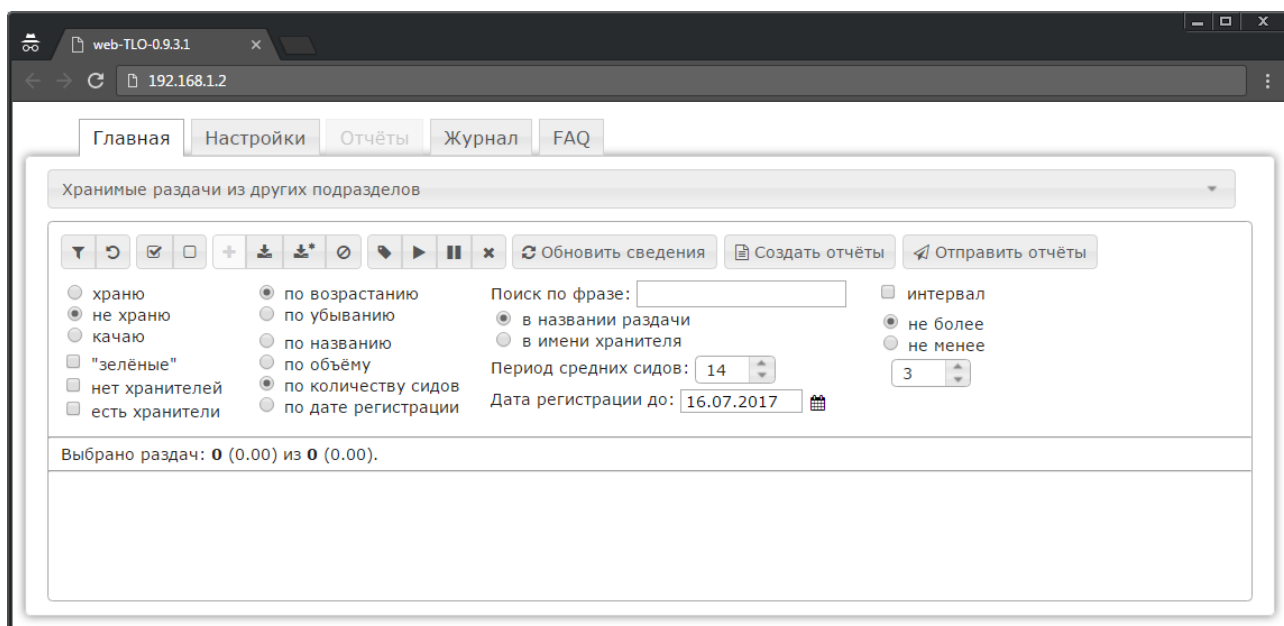 web-TLO-0.9.3.1
192.168.1.2
Главная Настройки Отчёты Журнал FAQ
Хранимые раздачи из других подразделов
Обновить сведения Создать отчёты Отправить отчёты
храню по возрастанию Поиск по фразе: интервал
не храню по убыванию в названии раздачи не более
качаю по названию в имени хранителя не менее
"зелёные" по объёму Период средних сидов: 14 3
нет хранителей по количеству сидов
есть хранители по дате регистрации Дата регистрации до: 16.07.2017
Выбрано раздач: 0 (0.00) из 0 (0.00).